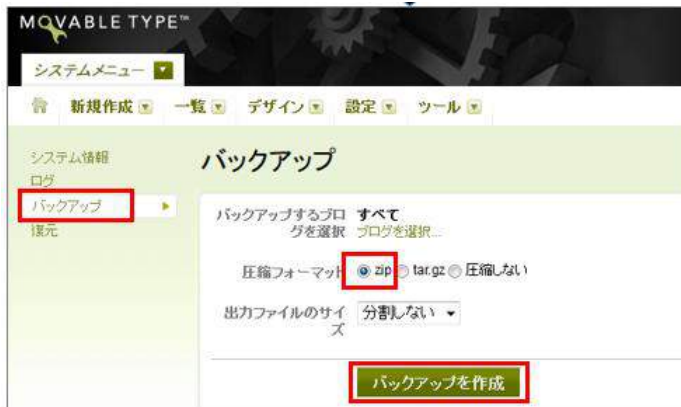 MOVABLE TYPE™
システムメニュー
新規作成 一覧 デザイン 設定 ツール
システム情報
ログ
バックアップ
復元
バックアップ
バックアップするブログを選択 すべて
ブログを選択...
圧縮フォーマット zip tar.gz 圧縮しない
出力ファイルのサイズ 分割しない
バックアップを作成